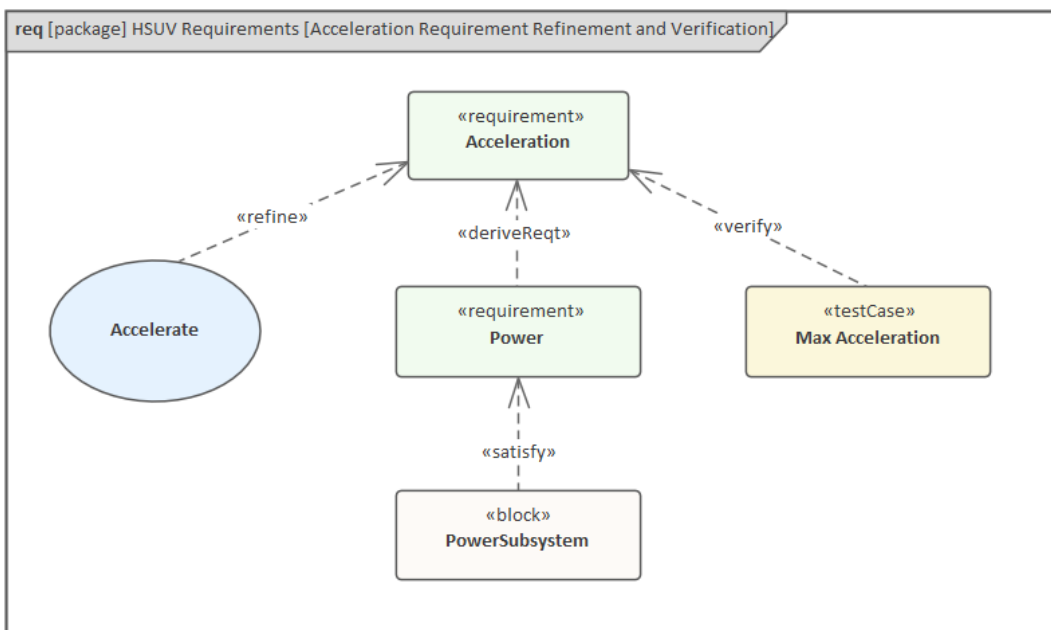 req [package] HSUV Requirements [Acceleration Requirement Refinement and Verification]
«requirement»
Acceleration
«refine»
«deriveReqt»
«verify»
Accelerate
«requirement»
Power
«testCase»
Max Acceleration
«satisfy»
«block»
PowerSubsystem